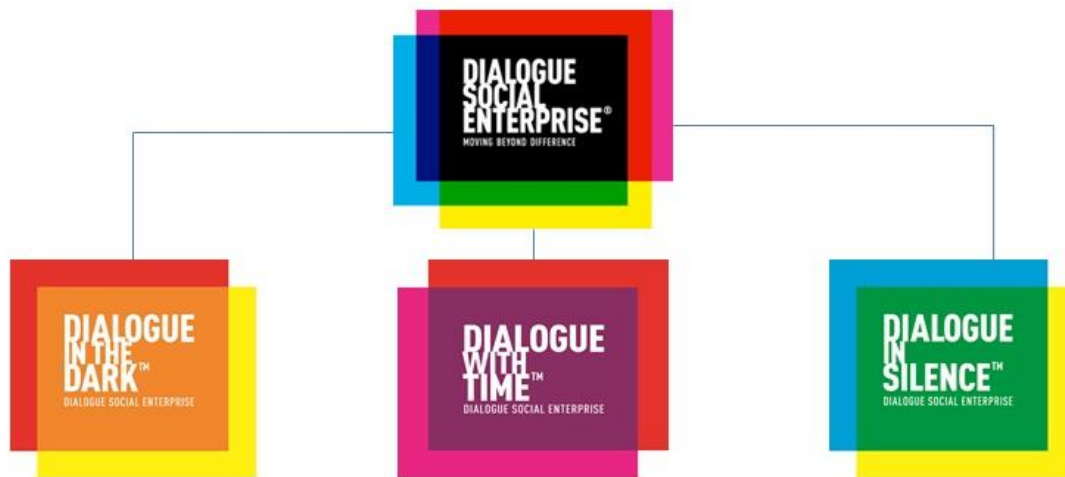 DIALOGUE
SOCIAL
ENTERPRISE®
MOVING BEYOND DIFFERENCE
DIALOGUE
IN THE
DARK™
DIALOGUE SOCIAL ENTERPRISE
DIALOGUE
WITH
TIME™
DIALOGUE SOCIAL ENTERPRISE
DIALOGUE
IN
SILENCE™
DIALOGUE SOCIAL ENTERPRISE